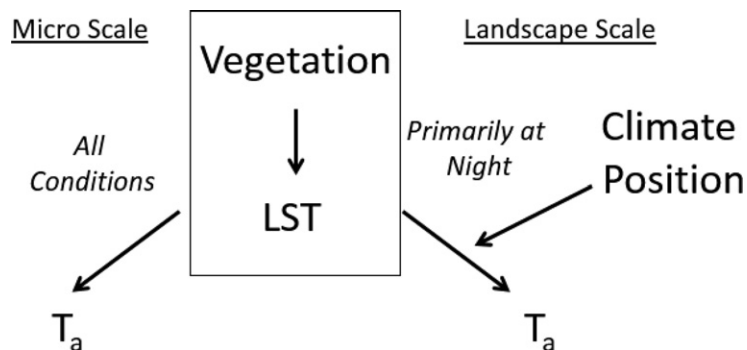 Micro Scale
Landscape Scale
Vegetation
LST
All
Conditions
Primarily at
Night
Climate
Position
Ta
Ta